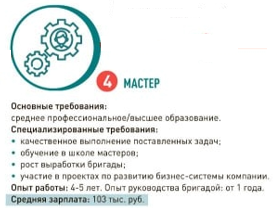 4 МАСТЕР
Основные требования:
среднее профессиональное/высшее образование.
Специализированные требования:
• качественное выполнение поставленных задач;
• обучение в школе мастеров;
• рост выработки бригады;
• участие в проектах по развитию бизнес-системы компании.
Опыт работы: 4-5 лет. Опыт руководства бригадой: от 1 года.
Средняя зарплата: 103 тыс. руб.